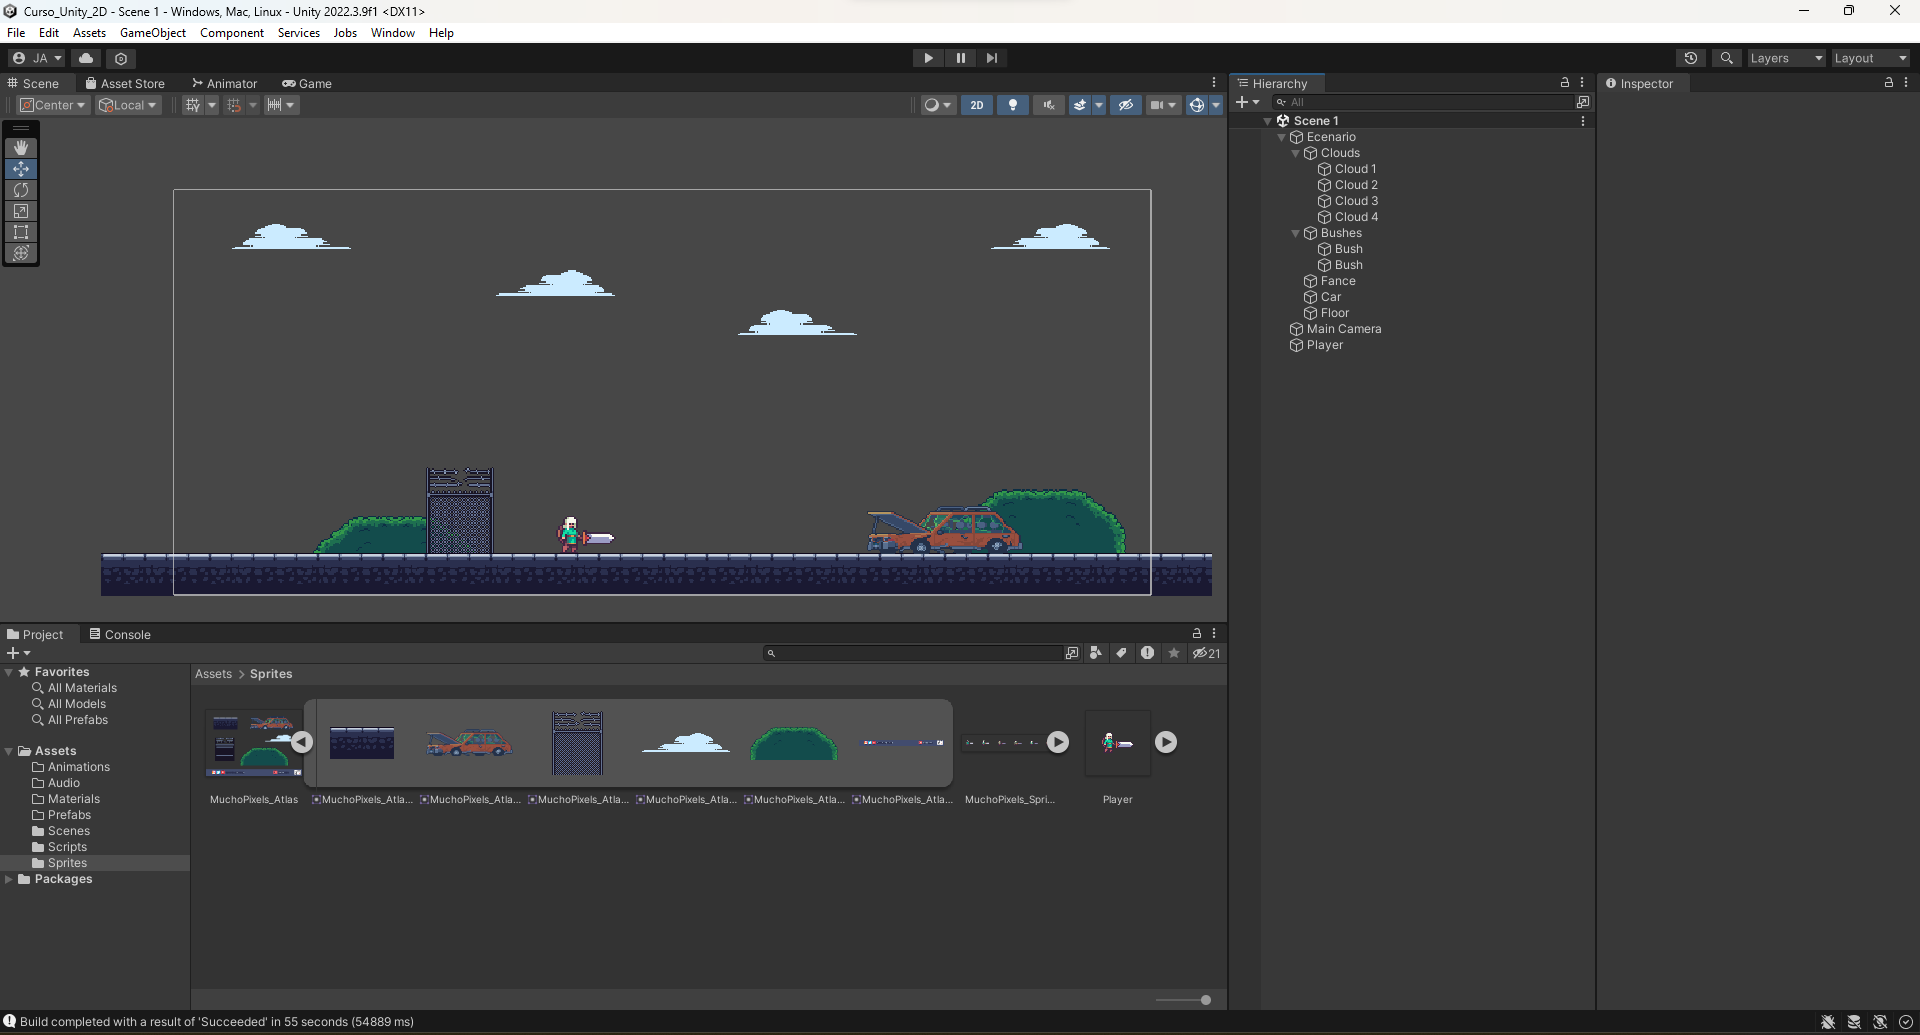 Curso_Unity_2D - Scene 1 - Windows, Mac, Linux - Unity 2022.3.9f1 <DX11>
File Edit Assets GameObject Component Services Jobs Window Help
JA Layers Layout
Scene Asset Store Animator Game
Center Local 2D
Hierarchy
All
Scene 1
Ecenario
Clouds
Cloud 1
Cloud 2
Cloud 3
Cloud 4
Bushes
Bush
Bush
Fance
Car
Floor
Main Camera
Player
Inspector
Project Console
21
Favorites
All Materials
All Models
All Prefabs
Assets
Animations
Audio
Materials
Prefabs
Scenes
Scripts
Sprites
Packages
Assets > Sprites
MuchoPixels_Atlas MuchoPixels_Atla... MuchoPixels_Atla... MuchoPixels_Atla... MuchoPixels_Atla... MuchoPixels_Atla... MuchoPixels_Atla... MuchoPixels_Spri... Player
Build completed with a result of 'Succeeded' in 55 seconds (54889 ms)